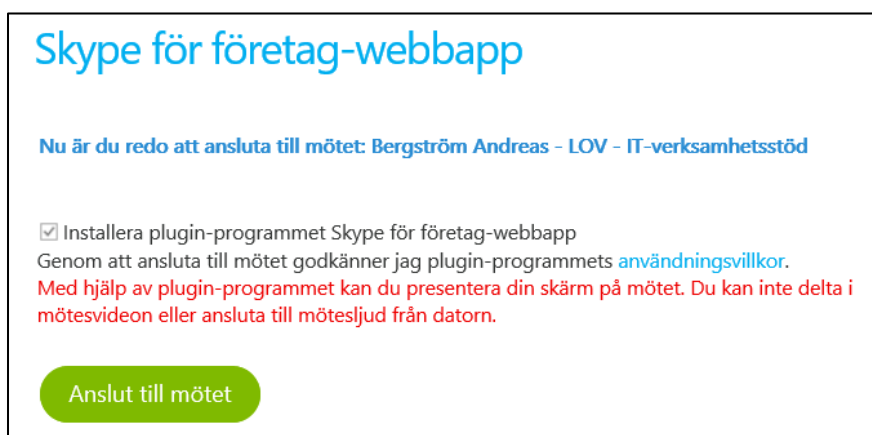 Skype för företag-webbapp
Nu är du redo att ansluta till mötet: Bergström Andreas - LOV - IT-verksamhetsstöd
Installera plugin-programmet Skype för företag-webbapp
Genom att ansluta till mötet godkänner jag plugin-programmets användningsvillkor.
Med hjälp av plugin-programmet kan du presentera din skärm på mötet. Du kan inte delta i
mötesvideon eller ansluta till mötesljud från datorn.
Anslut till mötet